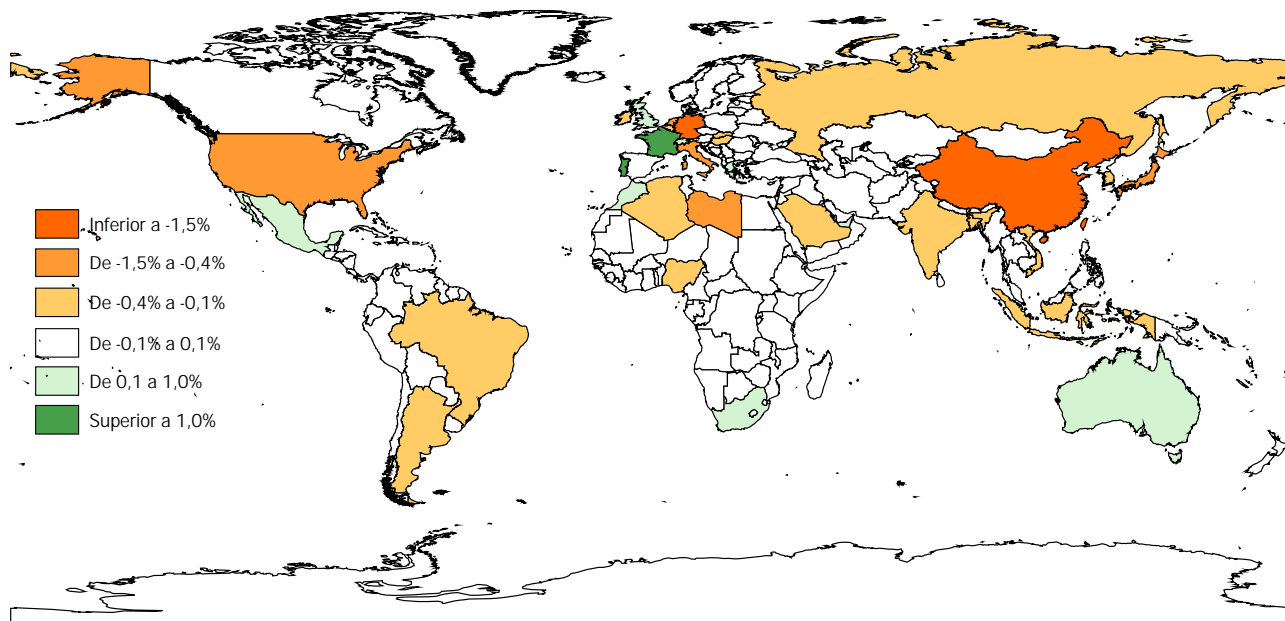 Inferior a -1,5%
De -1,5% a -0,4%
De -0,4% a -0,1%
De -0,1% a 0,1%
De 0,1 a 1,0%
Superior a 1,0%